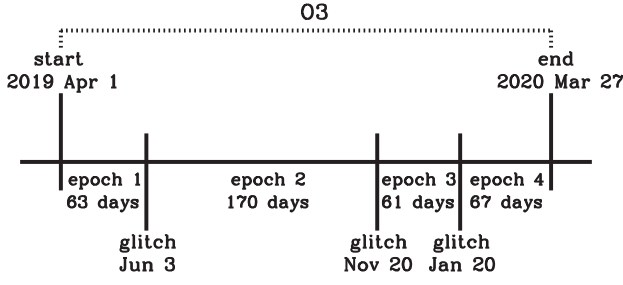 O3
start
2019 Apr 1
end
2020 Mar 27
epoch 1
63 days
epoch 2
170 days
epoch 3
61 days
epoch 4
67 days
glitch
Jun 3
glitch
Nov 20
glitch
Jan 20